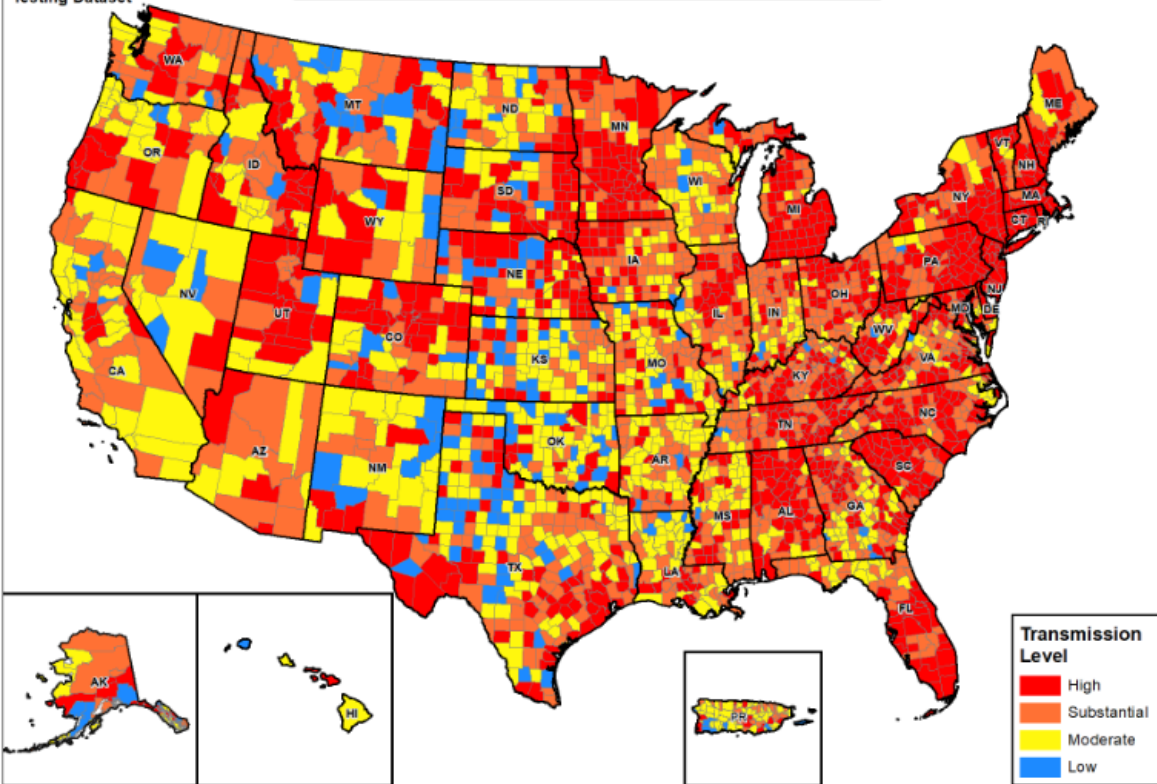 Testing Dataset
WA
MT
ND
MN
ME
OR
ID
SD
WI
VT
NH
NY
MA
WY
MI
CT
RI
IA
PA
NE
NV
OH
NJ
UT
IL
IN
MD
DE
CO
WV
KS
MO
VA
CA
KY
NC
OK
TN
AZ
NM
AR
SC
MS
AL
GA
TX
LA
FL
AK
HI
PR
Transmission
Level
High
Substantial
Moderate
Low